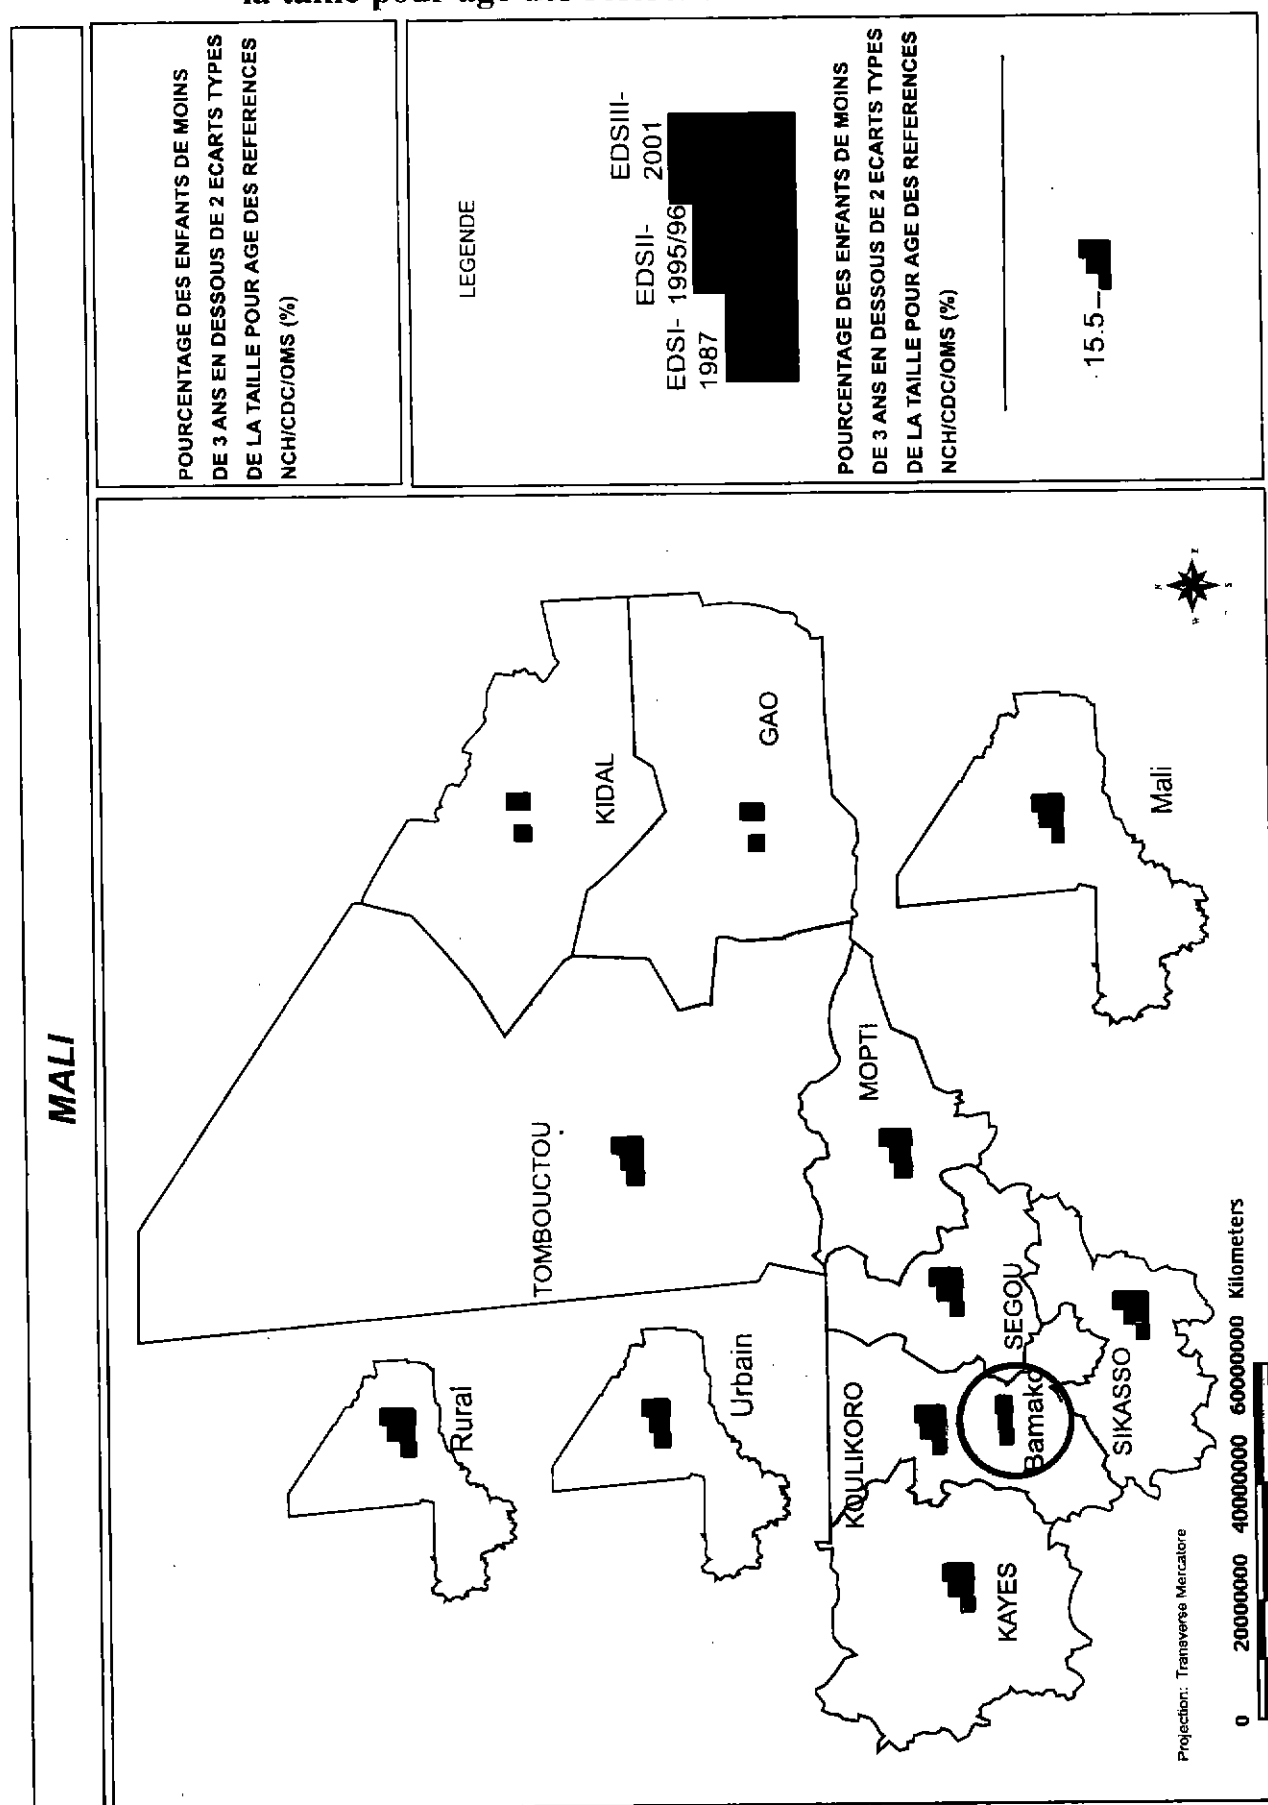 la taille pour age des
MALI
POURCENTAGE DES ENFANTS DE MOINS
DE 3 ANS EN DESSOUS DE 2 ECARTS TYPES
DE LA TAILLE POUR AGE DES REFERENCES
NCH/CDC/OMS (%)
LEGENDE
EDSI-
1987
EDSII-
1995/96
EDSIII-
2001
POURCENTAGE DES ENFANTS DE MOINS
DE 3 ANS EN DESSOUS DE 2 ECARTS TYPES
DE LA TAILLE POUR AGE DES REFERENCES
NCH/CDC/OMS (%)
15.5
Rural
Urbain
TOMBOUCTOU
KIDAL
GAO
MOPTI
KOULIKORO
SEGOU
Bamako
KAYES
SIKASSO
Mali
N
W
E
S
Projection: Transverse Mercatore
0 20000000 40000000 60000000 Kilometers